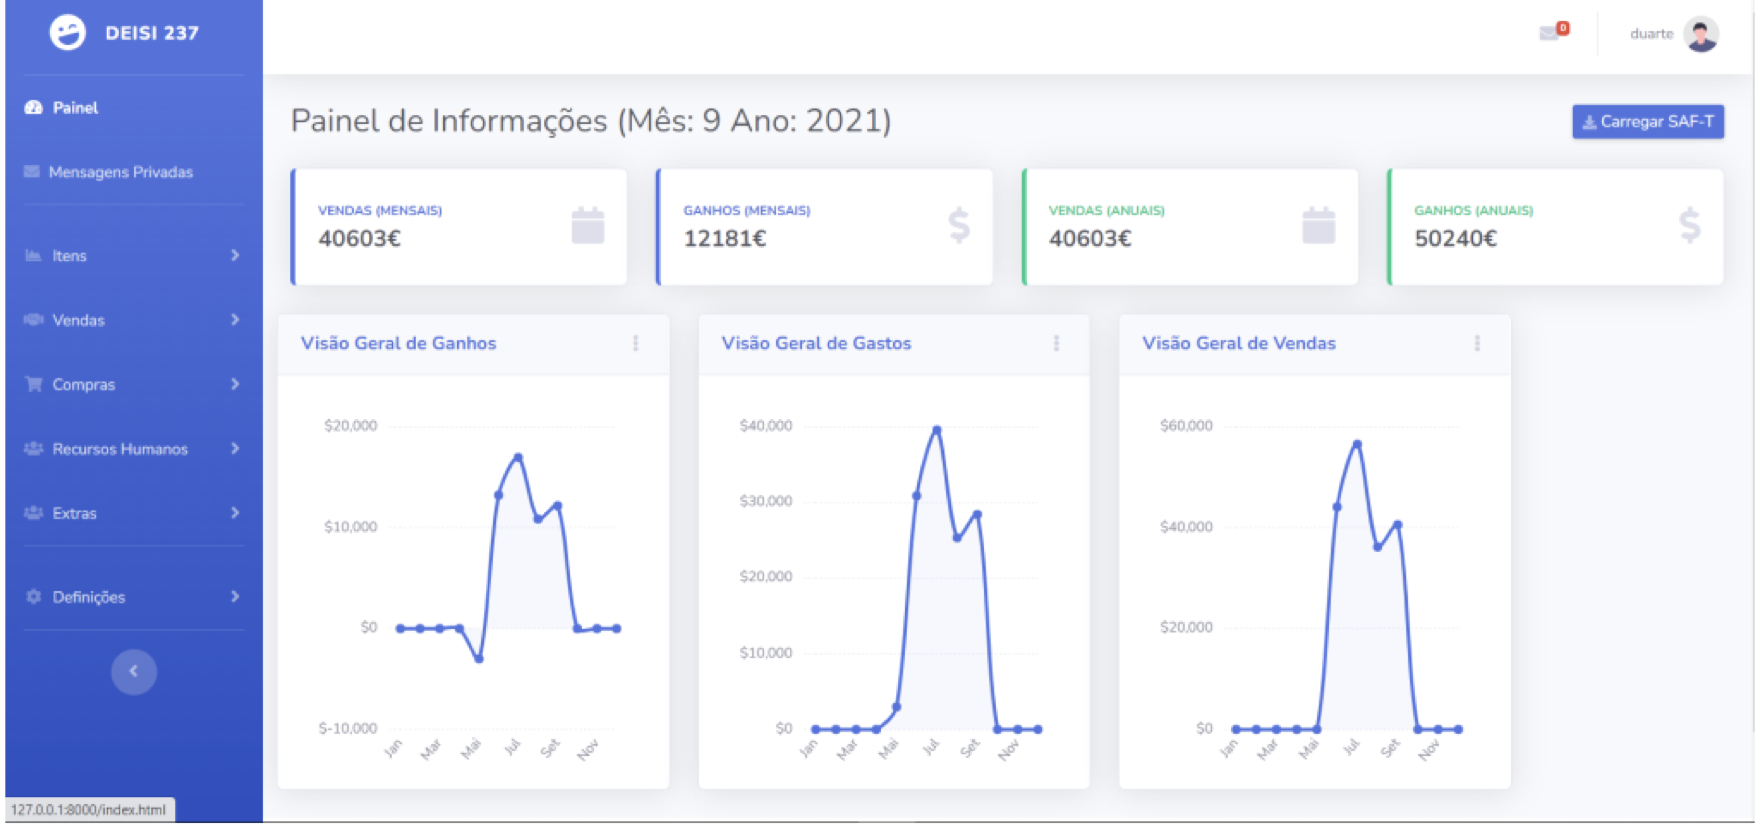 DEISI 237
0
duarte
Painel
Mensagens Privadas
Itens
Vendas
Compras
Recursos Humanos
Extras
Definições
127.0.0.1:8000/index.html
Painel de Informações (Mês: 9 Ano: 2021)
Carregar SAF-T
VENDAS (MENSAIS)
40603€
GANHOS (MENSAIS)
12181€
VENDAS (ANUAIS)
40603€
GANHOS (ANUAIS)
50240€
Visão Geral de Ganhos
$20,000
$10,000
$0
$-10,000
Jan Mar Mai Jul Set Nov
Visão Geral de Gastos
$40,000
$30,000
$20,000
$10,000
$0
Jan Mar Mai Jul Set Nov
Visão Geral de Vendas
$60,000
$40,000
$20,000
$0
Jan Mar Mai Jul Set Nov